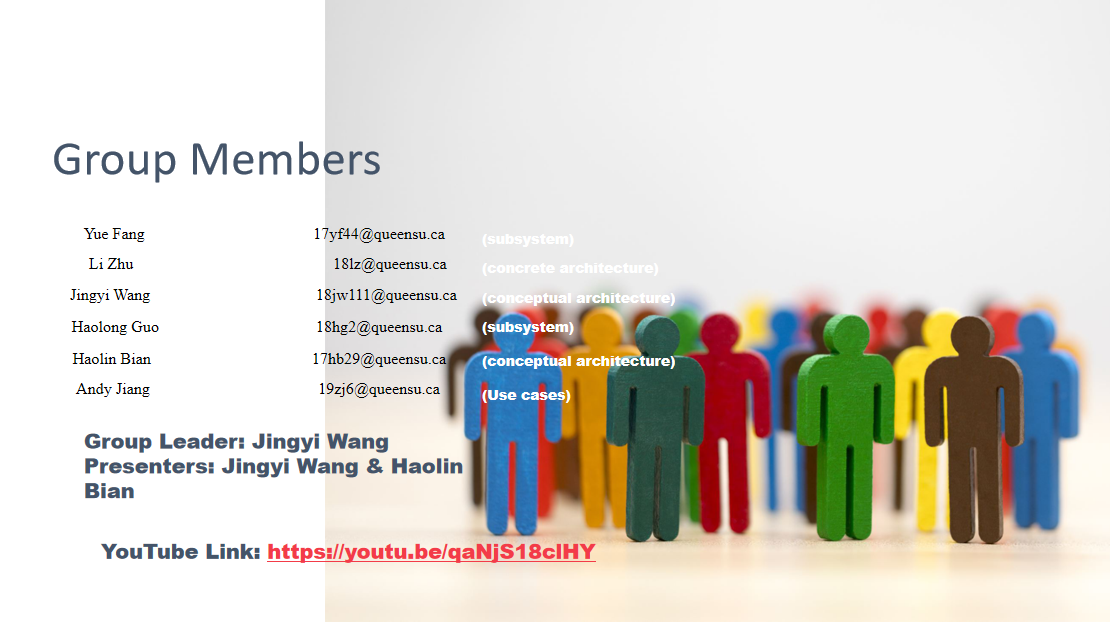 Group Members
Yue Fang 17yf44@queensu.ca (subsystem)
Li Zhu 18lz@queensu.ca (concrete architecture)
Jingyi Wang 18jw111@queensu.ca (conceptual architecture)
Haolong Guo 18hg2@queensu.ca (subsystem)
Haolin Bian 17hb29@queensu.ca (conceptual architecture)
Andy Jiang 19zj6@queensu.ca (Use cases)
Group Leader: Jingyi Wang
Presenters: Jingyi Wang & Haolin
Bian
YouTube Link: https://youtu.be/qaNjS18cIHY